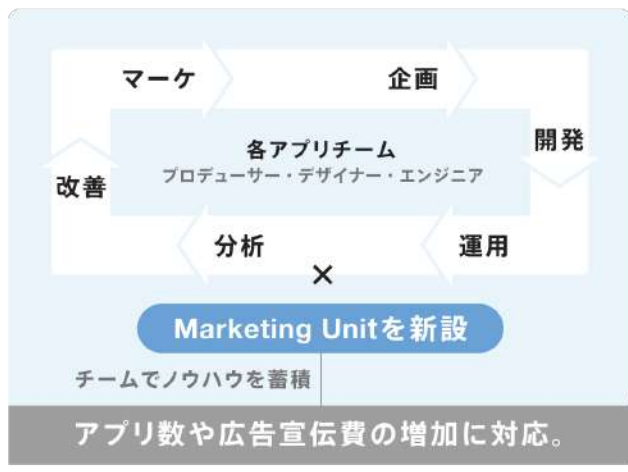 マーケ
企画
開発
各アプリチーム
プロデューサー・デザイナー・エンジニア
改善
分析
運用
×
Marketing Unitを新設
チームでノウハウを蓄積
アプリ数や広告宣伝費の増加に対応。